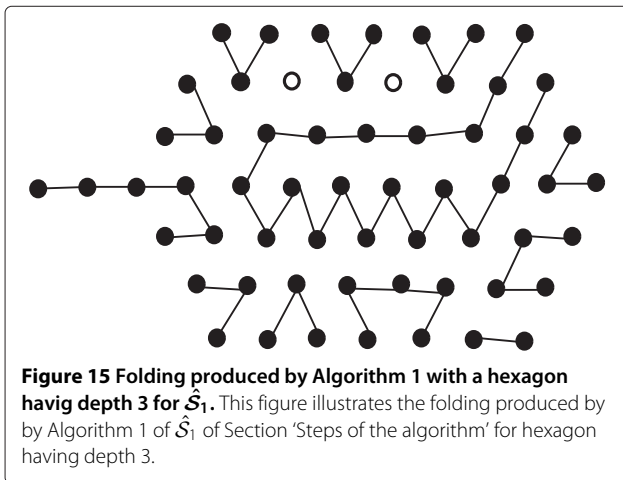 Figure 15 Folding produced by Algorithm 1 with a hexagon
havig depth 3 for Ŝ₁. This figure illustrates the folding produced by
by Algorithm 1 of Ŝ₁ of Section ‘Steps of the algorithm’ for hexagon
having depth 3.